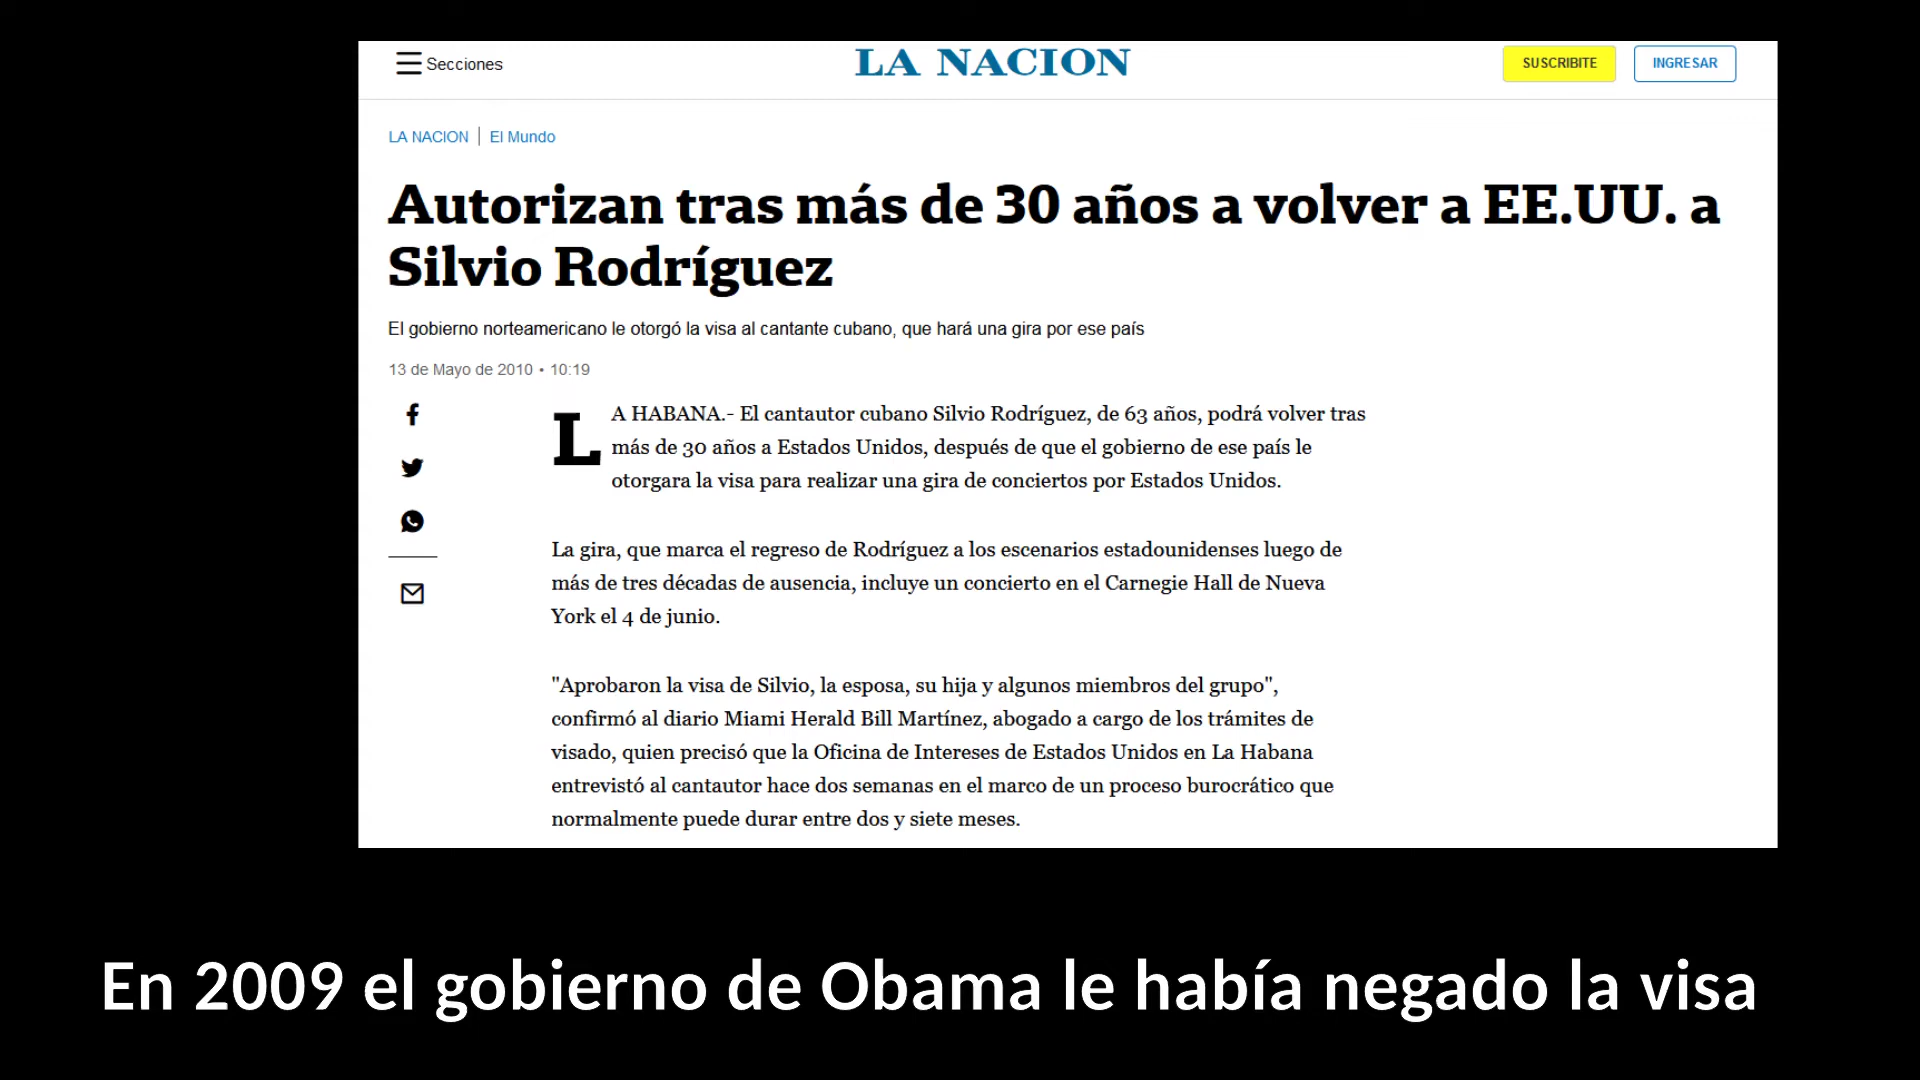 Secciones
LA NACION
SUSCRIBITE
INGRESAR
LA NACION | El Mundo
Autorizan tras más de 30 años a volver a EE.UU. a
Silvio Rodríguez
El gobierno norteamericano le otorgó la visa al cantante cubano, que hará una gira por ese país
13 de Mayo de 2010 • 10:19
LA HABANA.- El cantautor cubano Silvio Rodríguez, de 63 años, podrá volver tras
más de 30 años a Estados Unidos, después de que el gobierno de ese país le
otorgara la visa para realizar una gira de conciertos por Estados Unidos.
La gira, que marca el regreso de Rodríguez a los escenarios estadounidenses luego de
más de tres décadas de ausencia, incluye un concierto en el Carnegie Hall de Nueva
York el 4 de junio.
"Aprobaron la visa de Silvio, la esposa, su hija y algunos miembros del grupo",
confirmó al diario Miami Herald Bill Martínez, abogado a cargo de los trámites de
visado, quien precisó que la Oficina de Intereses de Estados Unidos en La Habana
entrevistó al cantautor hace dos semanas en el marco de un proceso burocrático que
normalmente puede durar entre dos y siete meses.
En 2009 el gobierno de Obama le había negado la visa